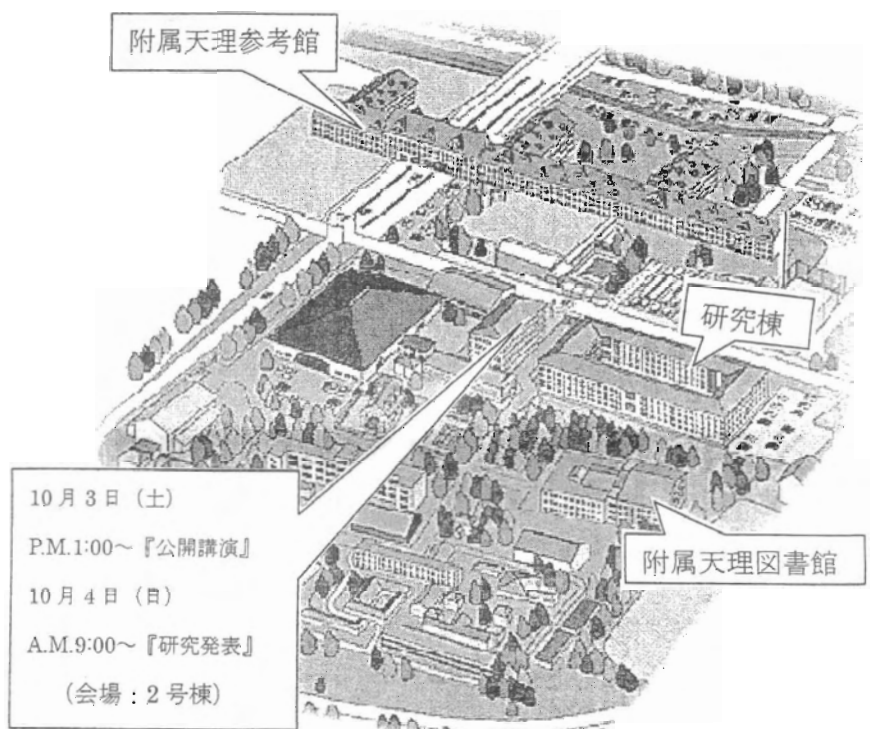 附属天理参考館
研究棟
10月3日（土）
P.M.1:00～『公開講演』
10月4日（日）
A.M.9:00～『研究発表』
（会場：2号棟）
附属天理図書館